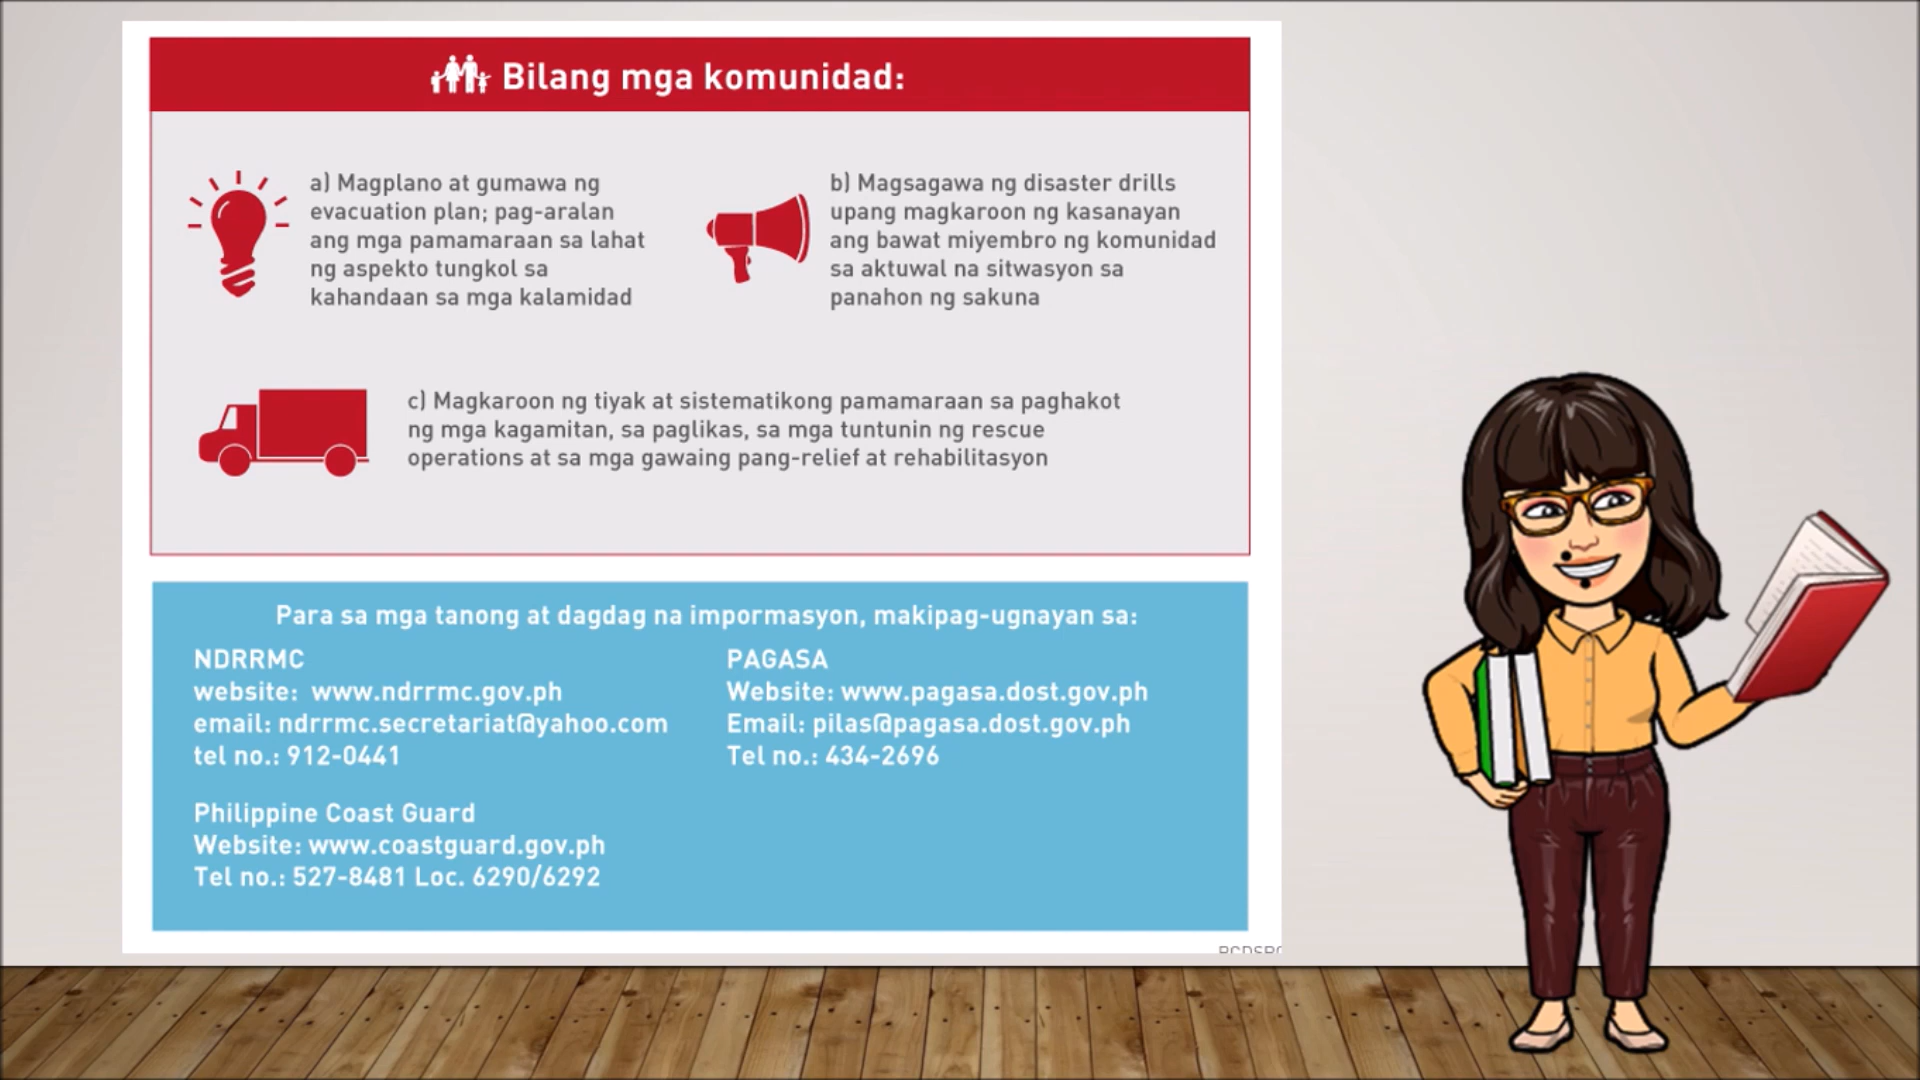 Bilang mga komunidad:
a) Magplano at gumawa ng
evacuation plan; pag-aralan
ang mga pamamaraan sa lahat
ng aspekto tungkol sa
kahandaan sa mga kalamidad
b) Magsagawa ng disaster drills
upang magkaroon ng kasanayan
ang bawat miyembro ng komunidad
sa aktuwal na sitwasyon sa
panahon ng sakuna
c) Magkaroon ng tiyak at sistematikong pamamaraan sa paghakot
ng mga kagamitan, sa paglikas, sa mga tuntunin ng rescue
operations at sa mga gawaing pang-relief at rehabilitasyon
Para sa mga tanong at dagdag na impormasyon, makipag-ugnayan sa:
NDRRMC
website: www.ndrrmc.gov.ph
email: ndrrmc.secretariat@yahoo.com
tel no.: 912-0441
PAGASA
Website: www.pagasa.dost.gov.ph
Email: pilas@pagasa.dost.gov.ph
Tel no.: 434-2696
Philippine Coast Guard
Website: www.coastguard.gov.ph
Tel no.: 527-8481 Loc. 6290/6292